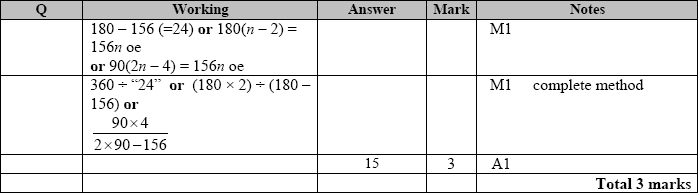 Q Working Answer Mark Notes
180 – 156 (=24) or 180(n – 2) = M1
156n oe
or 90(2n – 4) = 156n oe
360 ÷ “24” or (180 × 2) ÷ (180 – M1 complete method
156) or
90×4
2×90–156
15 3 A1
Total 3 marks